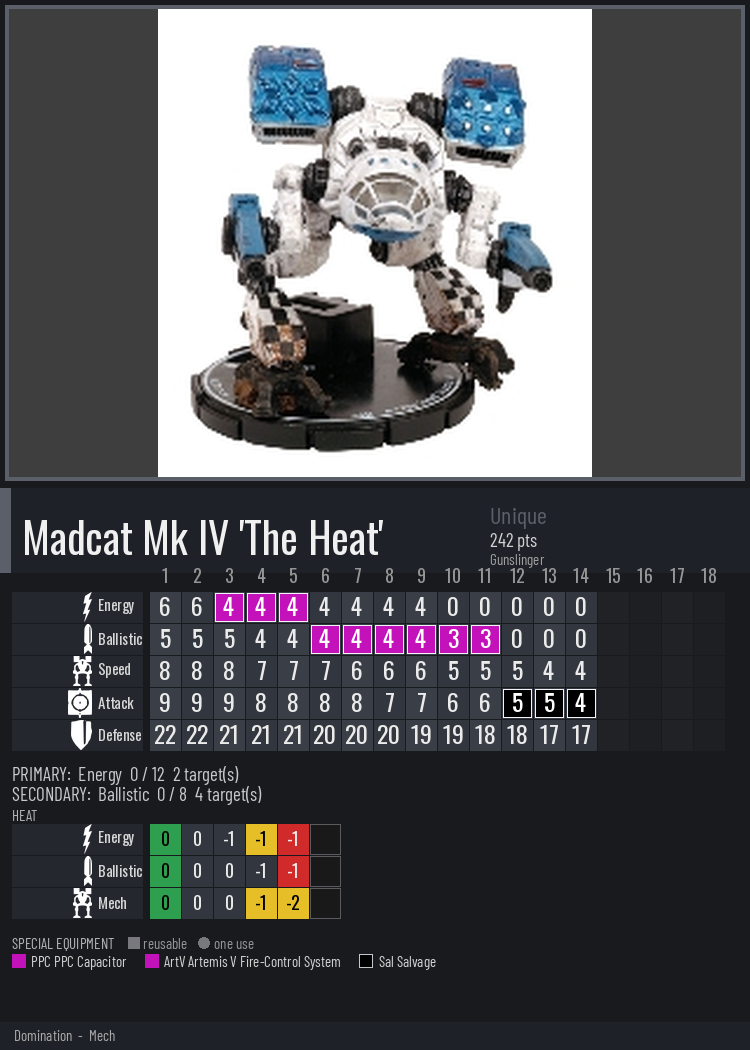 Madcat Mk IV 'The Heat'
Unique
242 pts
Gunslinger
1 2 3 4 5 6 7 8 9 10 11 12 13 14 15 16 17 18
Energy 6 6 4 4 4 4 4 4 4 0 0 0 0 0
Ballistic 5 5 5 4 4 4 4 4 4 3 3 0 0 0
Speed 8 8 8 7 7 7 6 6 6 5 5 5 4 4
Attack 9 9 9 8 8 8 8 7 7 6 6 5 5 4
Defense 22 22 21 21 21 20 20 20 19 19 18 18 17 17
PRIMARY: Energy 0 / 12 2 target(s)
SECONDARY: Ballistic 0 / 8 4 target(s)
HEAT
Energy 0 0 -1 -1 -1
Ballistic 0 0 0 -1 -1
Mech 0 0 0 -1 -2
SPECIAL EQUIPMENT reusable one use
PPC PPC Capacitor ArtV Artemis V Fire-Control System Sal Salvage
Domination - Mech